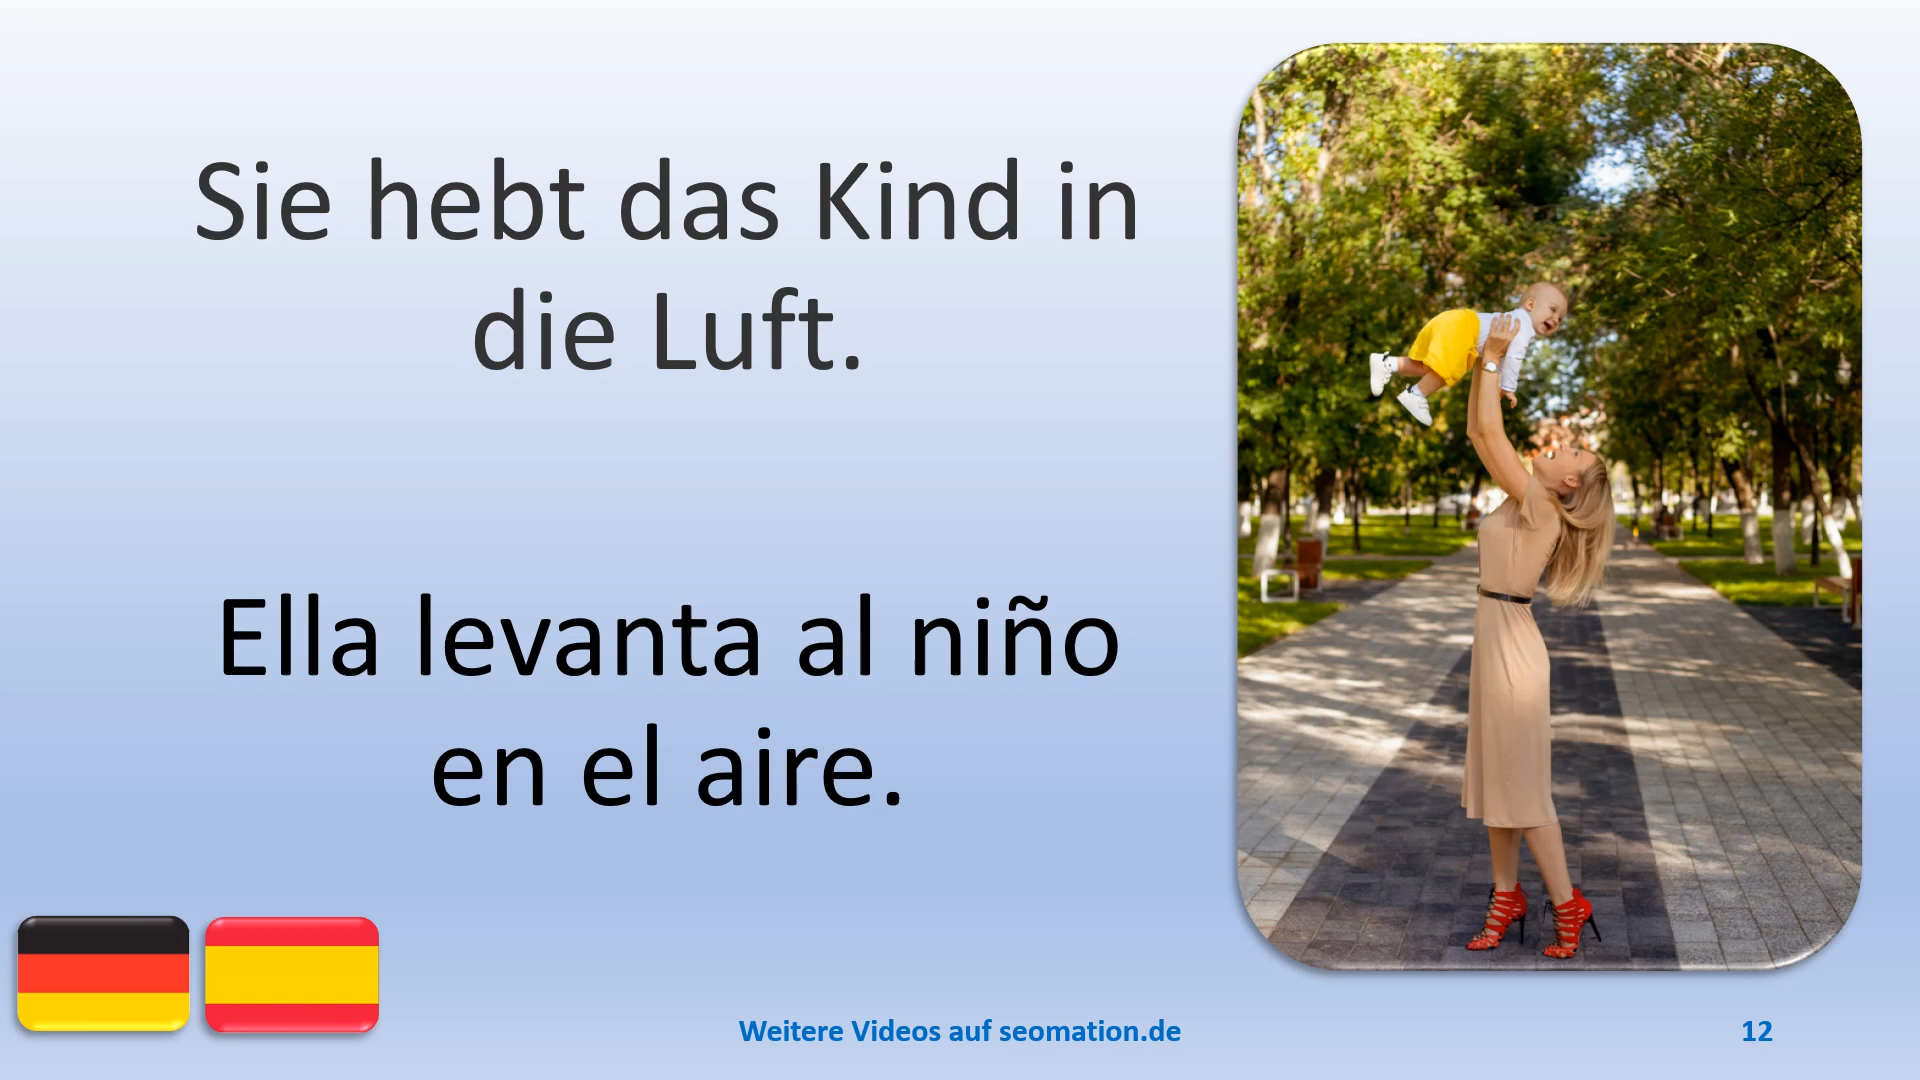 Sie hebt das Kind in
die Luft.
Ella levanta al niño
en el aire.
Weitere Videos auf seomation.de
12